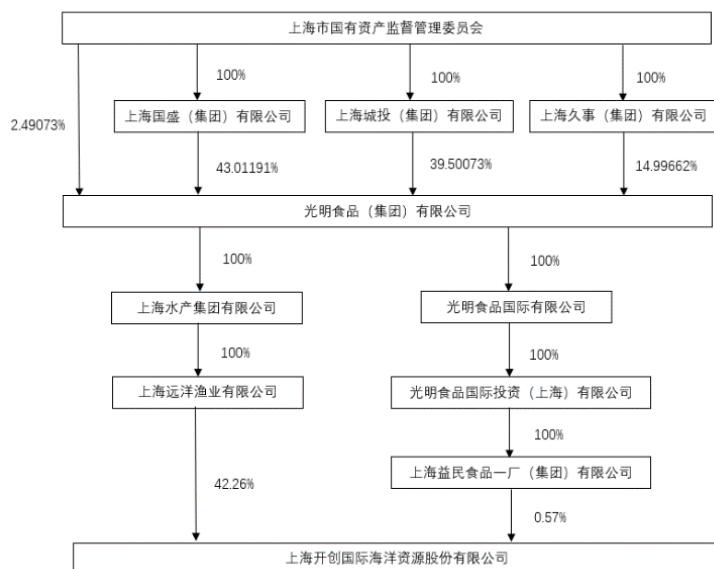 上海市国有资产监督管理委员会
100%
100%
100%
2.49073%
上海国盛（集团）有限公司
上海城投（集团）有限公司
上海久事（集团）有限公司
43.01191%
39.50073%
14.99662%
光明食品（集团）有限公司
100%
100%
上海水产集团有限公司
光明食品国际有限公司
100%
100%
上海远洋渔业有限公司
光明食品国际投资（上海）有限公司
100%
上海益民食品一厂（集团）有限公司
42.26%
0.57%
上海开创国际海洋资源股份有限公司